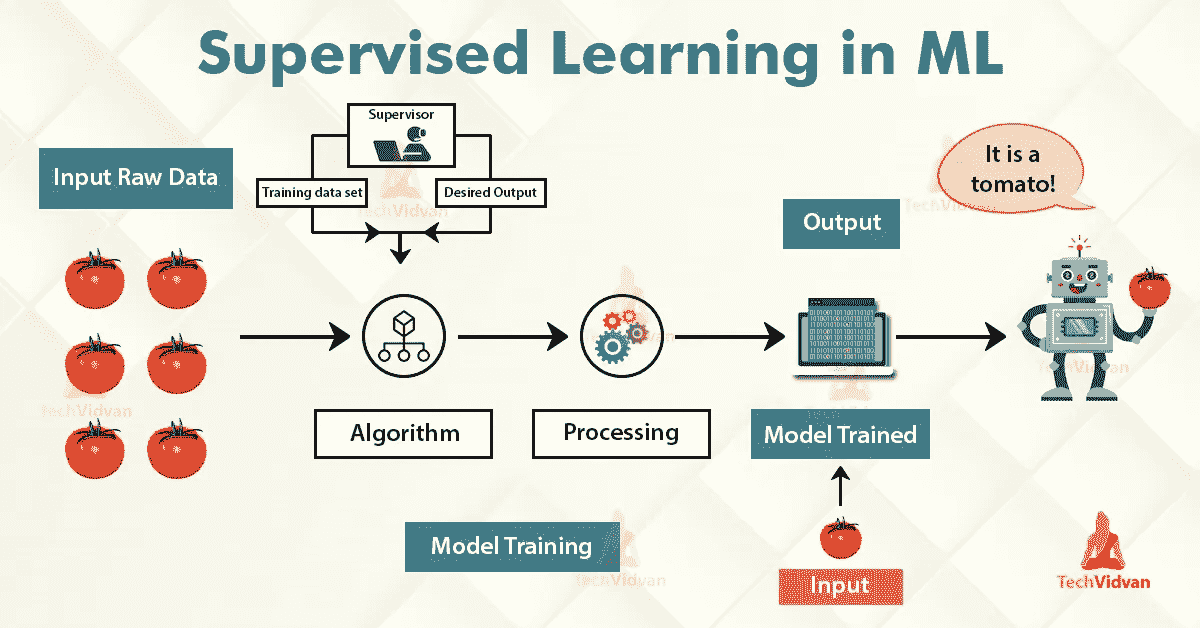 Supervised Learning in ML
Supervisor
Input Raw Data
Training data set
Desired Output
It is a
tomato!
Output
Algorithm
Processing
Model Trained
Model Training
Input
TechVidvan
TechVidvan
TechVidvan
TechVidvan